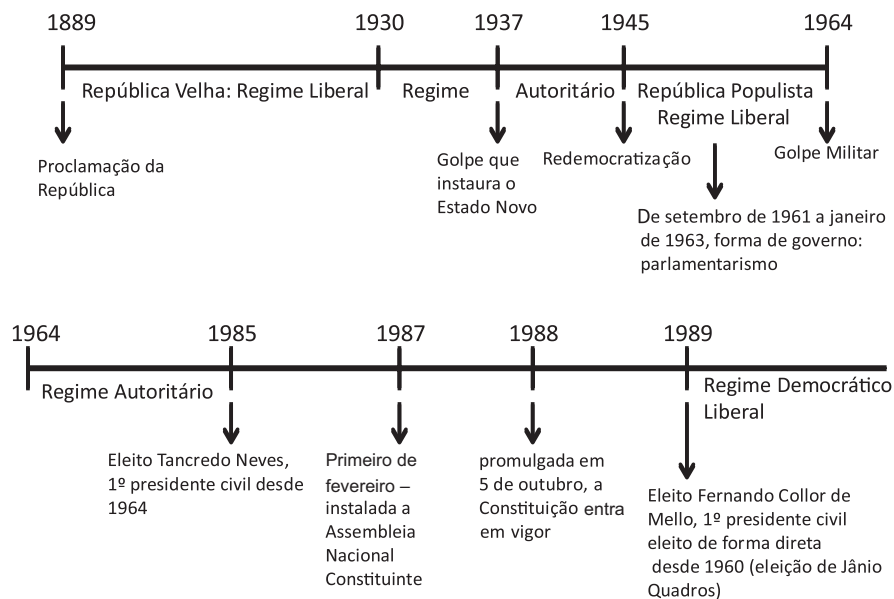 1889 1930 1937 1945 1964
República Velha: Regime Liberal Regime Autoritário República Populista
Regime Liberal
Proclamação da
República
Golpe que
instaura o
Estado Novo
Redemocratização
Golpe Militar
De setembro de 1961 a janeiro
de 1963, forma de governo:
parlamentarismo
1964 1985 1987 1988 1989
Regime Autoritário
Regime Democrático
Liberal
Eleito Tancredo Neves,
1º presidente civil desde
1964
Primeiro de
fevereiro –
instalada a
Assembleia
Nacional
Constituinte
promulgada em
5 de outubro, a
Constituição entra
em vigor
Eleito Fernando Collor de
Mello, 1º presidente civil
eleito de forma direta
desde 1960 (eleição de Jânio
Quadros)